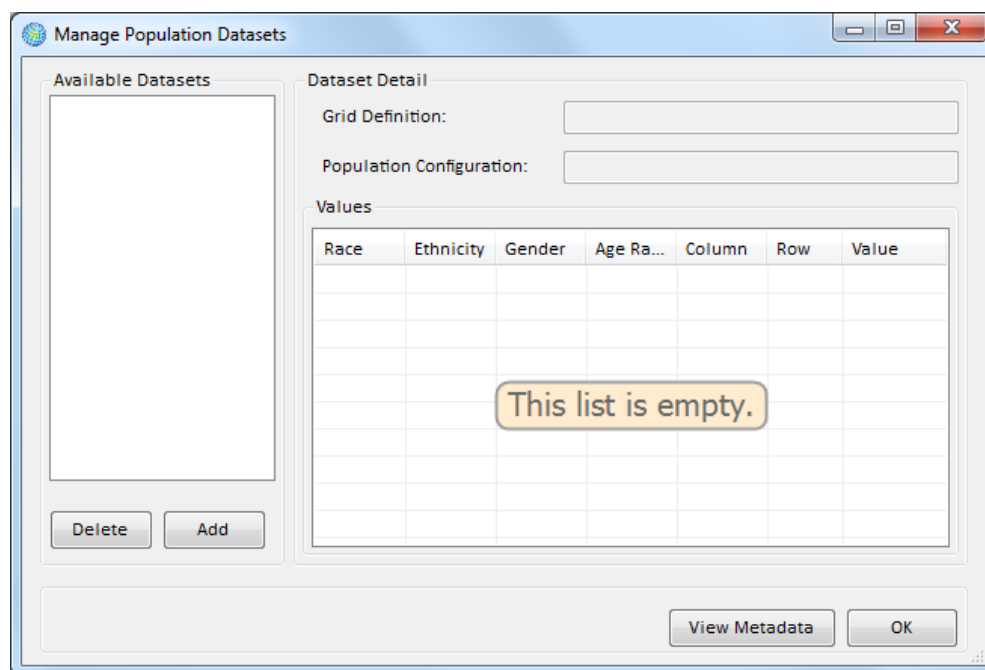 Manage Population Datasets
Available Datasets
Dataset Detail
Grid Definition:
Population Configuration:
Values
Race Ethnicity Gender Age Ra... Column Row Value
This list is empty.
Delete Add
View Metadata OK